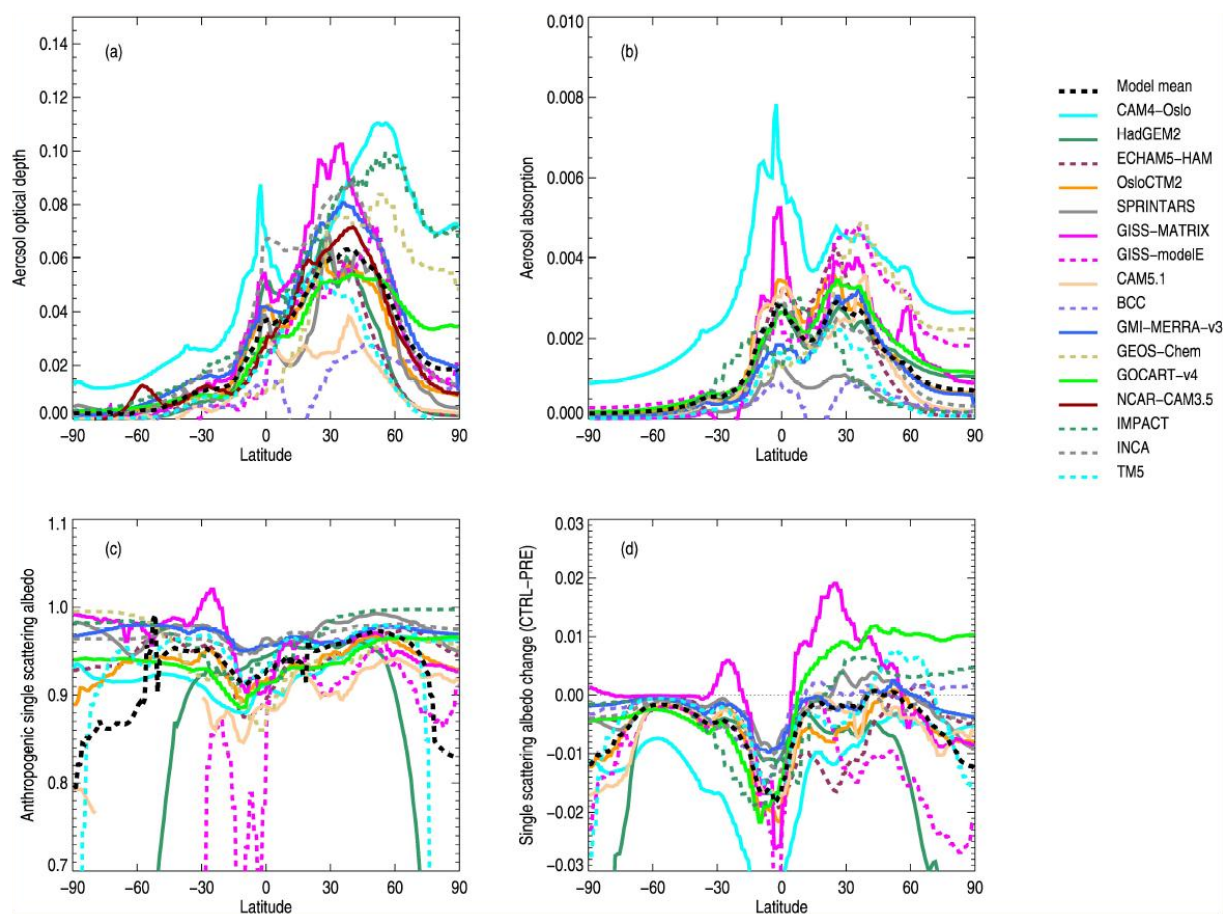 (a)
0.14
0.12
0.10
0.08
0.06
0.04
0.02
0.00
Aerosol optical depth
−90 −60 −30 0 30 60 90
Latitude
(b)
0.010
0.008
0.006
0.004
0.002
0.000
Aerosol absorption
−90 −60 −30 0 30 60 90
Latitude
Model mean
CAM4−Oslo
HadGEM2
ECHAM5−HAM
OsloCTM2
SPRINTARS
GISS−MATRIX
GISS−modelE
CAM5.1
BCC
GMI−MERRA−v3
GEOS−Chem
GOCART−v4
NCAR−CAM3.5
IMPACT
INCA
TM5
(c)
1.1
1.0
0.9
0.8
0.7
Anthropogenic single scattering albedo
−90 −60 −30 0 30 60 90
Latitude
(d)
0.03
0.02
0.01
0.00
−0.01
−0.02
−0.03
Single scattering albedo change (CTRL−PRE)
−90 −60 −30 0 30 60 90
Latitude